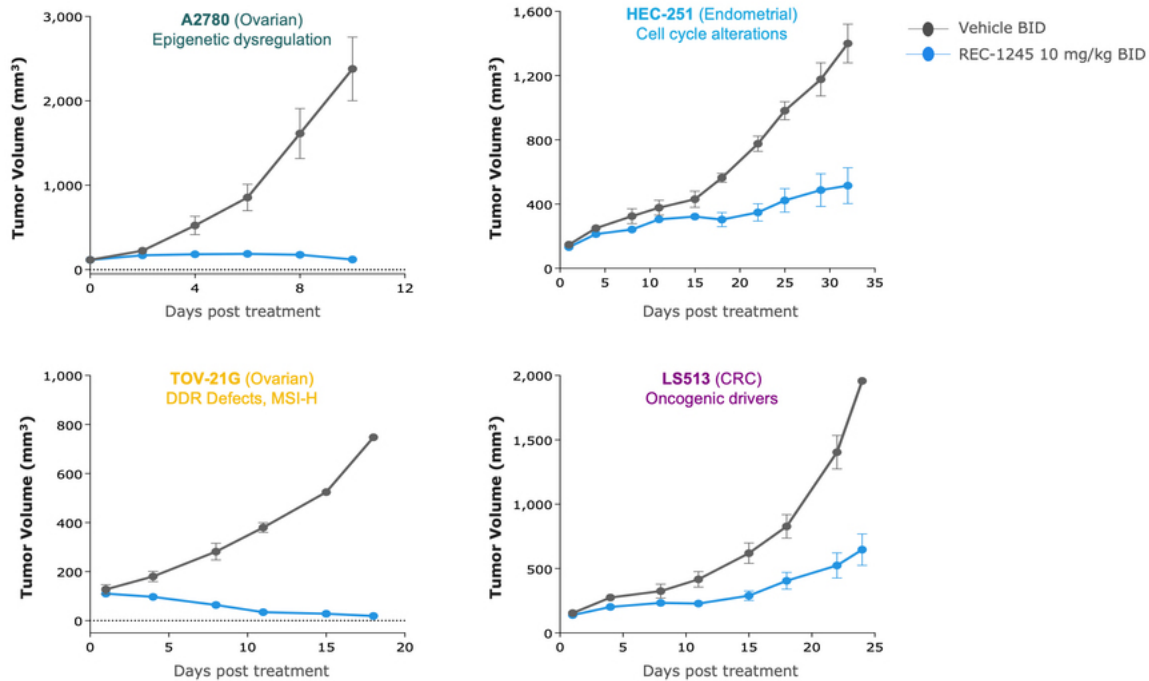 A2780 (Ovarian)
Epigenetic dysregulation
Tumor Volume (mm³)
3,000
2,000
1,000
0
0 4 8 12
Days post treatment
HEC-251 (Endometrial)
Cell cycle alterations
Tumor Volume (mm³)
1,600
1,200
800
400
0
0 5 10 15 20 25 30 35
Days post treatment
Vehicle BID
REC-1245 10 mg/kg BID
TOV-21G (Ovarian)
DDR Defects, MSI-H
Tumor Volume (mm³)
1,000
800
600
400
200
0
0 5 10 15 20
Days post treatment
LS513 (CRC)
Oncogenic drivers
Tumor Volume (mm³)
2,000
1,500
1,000
500
0
0 5 10 15 20 25
Days post treatment